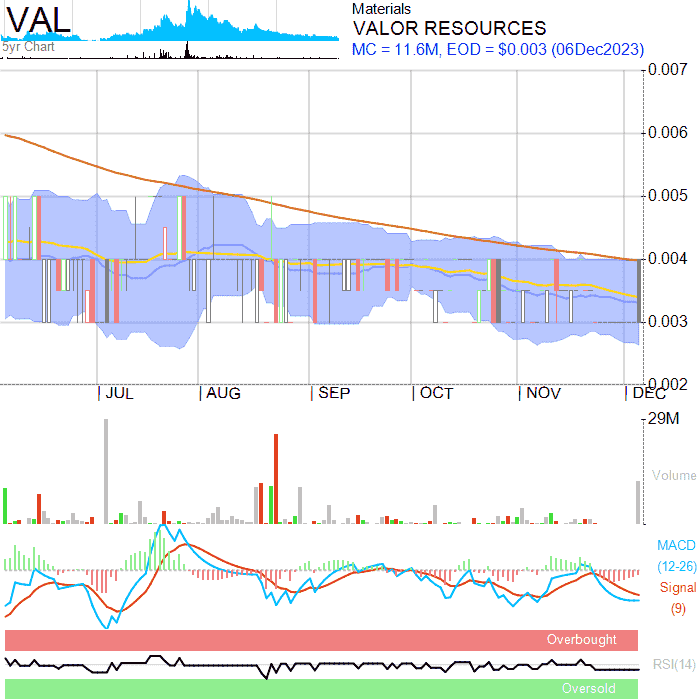 VAL
5yr Chart
Materials
VALOR RESOURCES
MC = 11.6M, EOD = $0.003 (06Dec2023)
0.007
0.006
0.005
0.004
0.003
0.002
JUL AUG SEP OCT NOV DEC
29M
Volume
MACD
(12-26)
Signal
(9)
Overbought
RSI(14)
Oversold